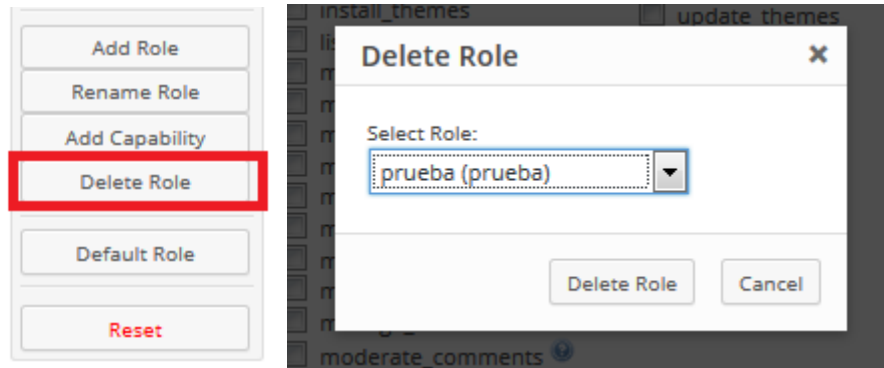 Add Role
Rename Role
Add Capability
Delete Role
Default Role
Reset
install_themes
update_themes
Delete Role
Select Role:
prueba (prueba)
Delete Role
Cancel
moderate_comments